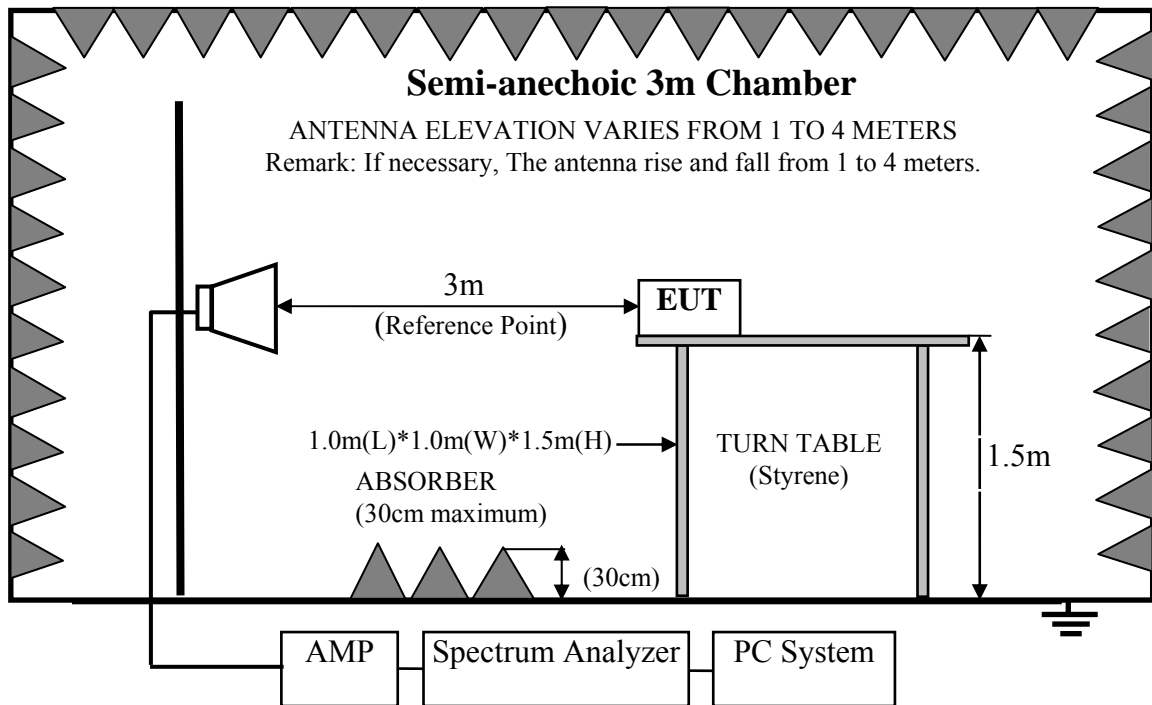 Semi-anechoic 3m Chamber
ANTENNA ELEVATION VARIES FROM 1 TO 4 METERS
Remark: If necessary, The antenna rise and fall from 1 to 4 meters.
3m
(Reference Point)
EUT
1.0m(L)*1.0m(W)*1.5m(H)
TURN TABLE
(Styrene)
1.5m
ABSORBER
(30cm maximum)
(30cm)
AMP
Spectrum Analyzer
PC System